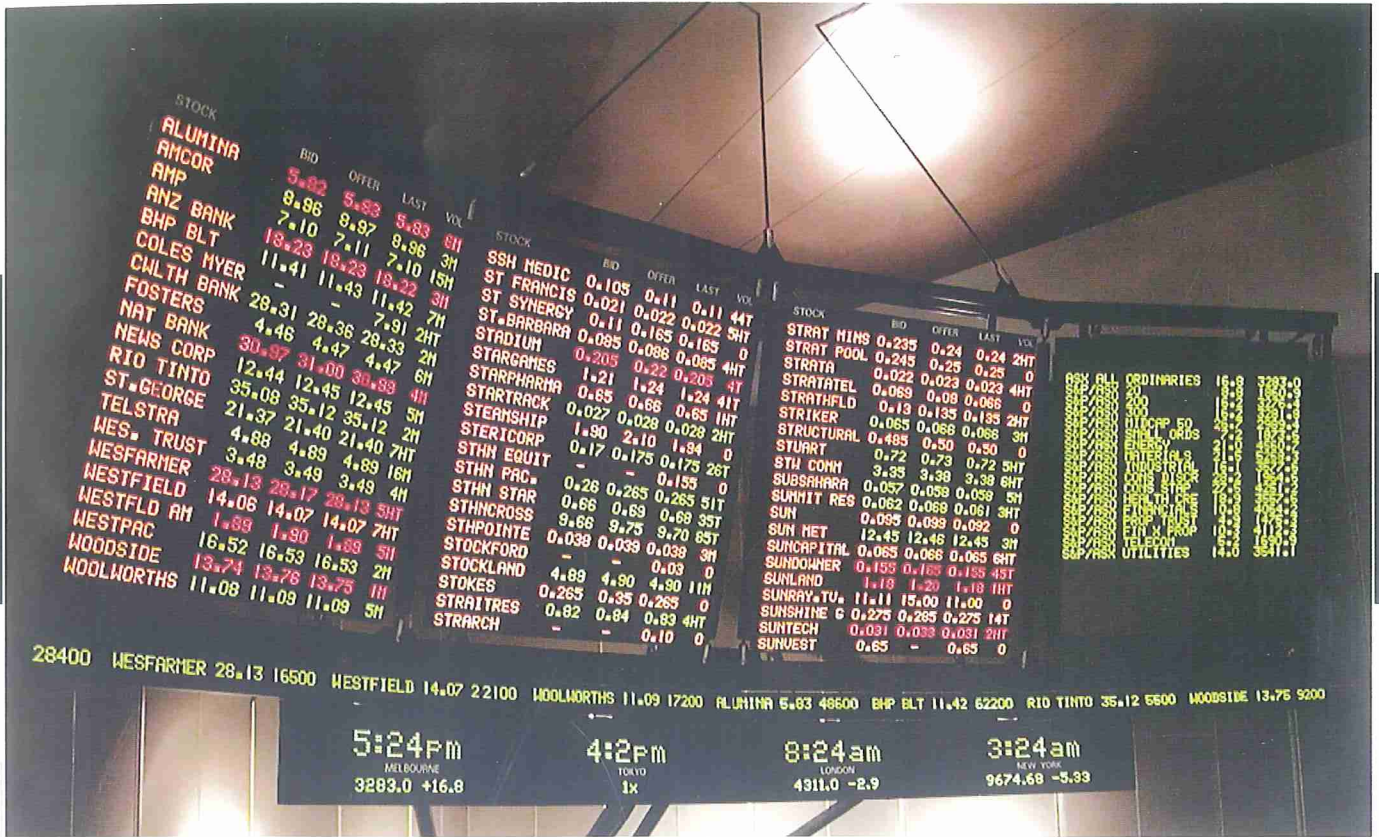 STOCK BID OFFER LAST VOL
ALUMINA 5.82 5.83 5.83 6M
AMCOR 8.96 8.97 8.96 3M
AMP 7.10 7.11 7.10 15M
ANZ BANK 18.23 18.23 18.22 3M
BHP BLT 11.41 11.43 11.42 7M
COLES MYER - - 7.91 2HT
CWLTH BANK 28.31 28.36 28.33 2M
FOSTERS 4.46 4.47 4.47 6M
NAT BANK 30.97 31.00 30.99 4M
NEWS CORP 12.44 12.45 12.45 5M
RIO TINTO 35.08 35.12 35.12 2M
ST.GEORGE 21.37 21.40 21.40 7HT
TELSTRA 4.88 4.89 4.89 16M
WES. TRUST 3.48 3.49 3.49 4M
WESFARMER 28.13 28.17 28.13 5HT
WESTFIELD 14.06 14.07 14.07 7HT
WESTFLD AM 1.89 1.90 1.89 5M
WESTPAC 16.52 16.53 16.53 2M
WOODSIDE 13.74 13.76 13.75 1M
WOOLWORTHS 11.08 11.09 11.09 5M
STOCK BID OFFER LAST VOL
SSH MEDIC 0.105 0.11 0.11 44T
ST FRANCIS 0.021 0.022 0.022 5HT
ST SYNERGY 0.11 0.165 0.165 0
ST.BARBARA 0.085 0.086 0.085 4HT
STADIUM 0.205 0.22 0.205 4T
STARGAMES 1.21 1.24 1.24 41T
STARPHARMA 0.65 0.66 0.65 1HT
STARTRACK 0.027 0.028 0.028 2HT
STEAMSHIP 1.90 2.10 1.94 0
STERICORP 0.17 0.175 0.175 26T
STHN EQUIT - - 0.155 0
STHN PAC. 0.26 0.265 0.265 51T
STHN STAR 0.66 0.69 0.68 35T
STHNCROSS 9.66 9.75 9.70 85T
STHPOINTE 0.038 0.039 0.038 3M
STOCKFORD - - 0.03 0
STOCKLAND 4.89 4.90 4.90 11M
STOKES 0.265 0.35 0.265 0
STRAITRES 0.82 0.84 0.83 4HT
STRARCH - - 0.10 0
STOCK BID OFFER LAST VOL
STRAT MINS 0.235 0.24 0.24 2HT
STRAT POOL 0.245 0.25 0.25 0
STRATA 0.022 0.023 0.023 4HT
STRATATEL 0.069 0.08 0.066 0
STRATHFLD 0.13 0.135 0.135 2HT
STRIKER 0.065 0.068 0.066 3M
STRUCTURAL 0.485 0.50 0.50 0
STUART 0.72 0.73 0.72 5HT
STW COMM 3.35 3.38 3.38 6HT
SUBSAHARA 0.057 0.058 0.058 5M
SUMMIT RES 0.062 0.068 0.061 3HT
SUN 0.095 0.099 0.092 0
SUN MET 12.45 12.46 12.45 3M
SUNCAPITAL 0.065 0.066 0.065 6HT
SUNDOWNER 0.155 0.165 0.155 45T
SUNLAND 1.18 1.20 1.18 1HT
SUNRAY.TV. 11.11 15.00 11.00 0
SUNSHINE G 0.275 0.285 0.275 14T
SUNTECH 0.031 0.033 0.031 2HT
SUNVEST 0.65 - 0.65 0
ASX ALL ORDINARIES 16.8 3283.0
S&P/ASX MIDCAP 50
S&P/ASX MATERIALS
S&P/ASX INDUSTRIAL
S&P/ASX FINANCIALS
S&P/ASX TELECOM
S&P/ASX UTILITIES 14.0 3541.1
28400 WESFARMER 28.13 16500 WESTFIELD 14.07 22100 WOOLWORTHS 11.09 17200 ALUMINA 5.83 48600 BHP BLT 11.42 62200 RIO TINTO 35.12 5500 WOODSIDE 13.75 9200
5:24pm 4:2pm 8:24am 3:24am
MELBOURNE TOKYO LONDON NEW YORK
3283.0 +16.8 1x 4311.0 -2.9 9674.68 -5.33